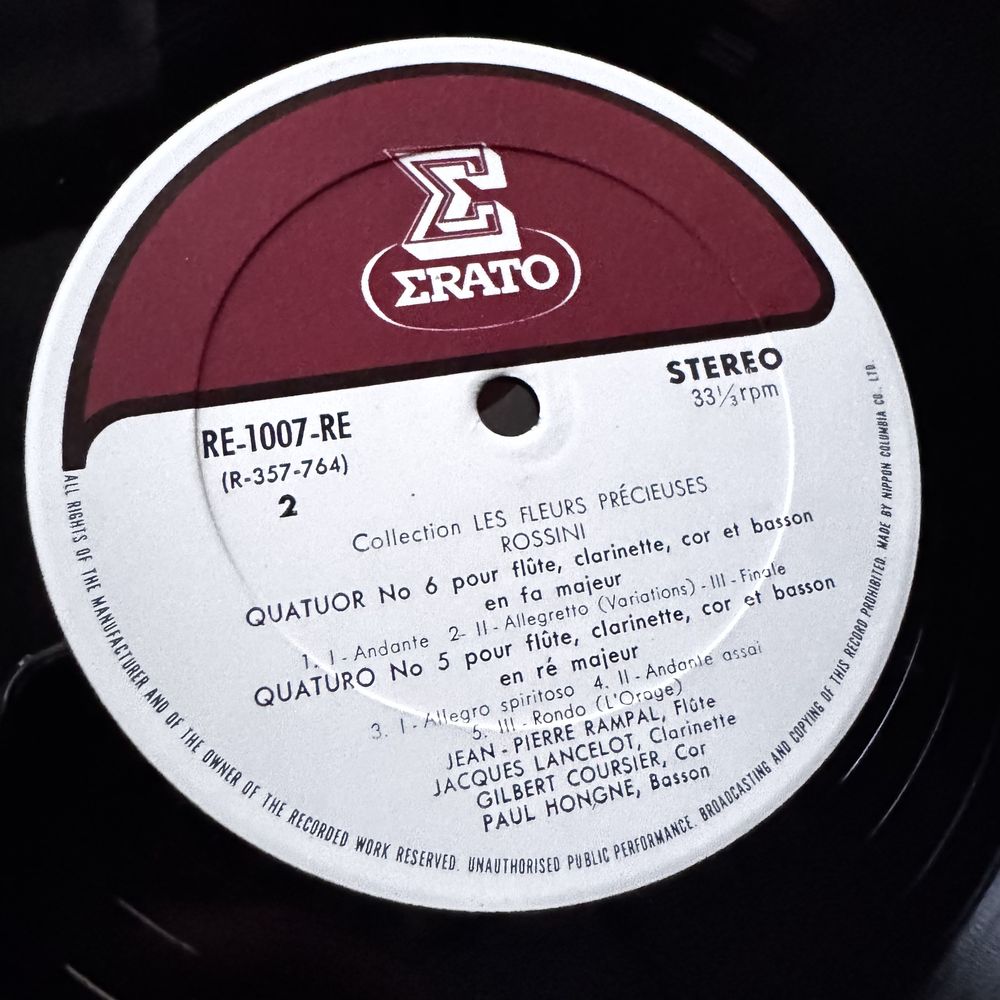 Σ
ΣRATO
STEREO
33⅓rpm
RE-1007-RE
(R-357-764)
2
Collection LES FLEURS PRÉCIEUSES
ROSSINI
QUATUOR No 6 pour flûte, clarinette, cor et basson
en fa majeur
1. I - Andante 2- II - Allegretto (Variations) - III - Finale
QUATURO No 5 pour flûte, clarinette, cor et basson
en ré majeur
3. I - Allegro spiritoso 4. II - Andante assai
5. III - Rondo (L'Orage)
JEAN - PIERRE RAMPAL, Flûte
JACQUES LANCELOT, Clarinette
GILBERT COURSIER, Cor
PAUL HONGNE, Basson
ALL RIGHTS OF THE MANUFACTURER AND OF THE OWNER OF THE RECORDED WORK RESERVED. UNAUTHORISED PUBLIC PERFORMANCE. BROADCASTING AND COPYING OF THIS RECORD PROHIBITED. MADE BY NIPPON COLUMBIA CO., LTD.